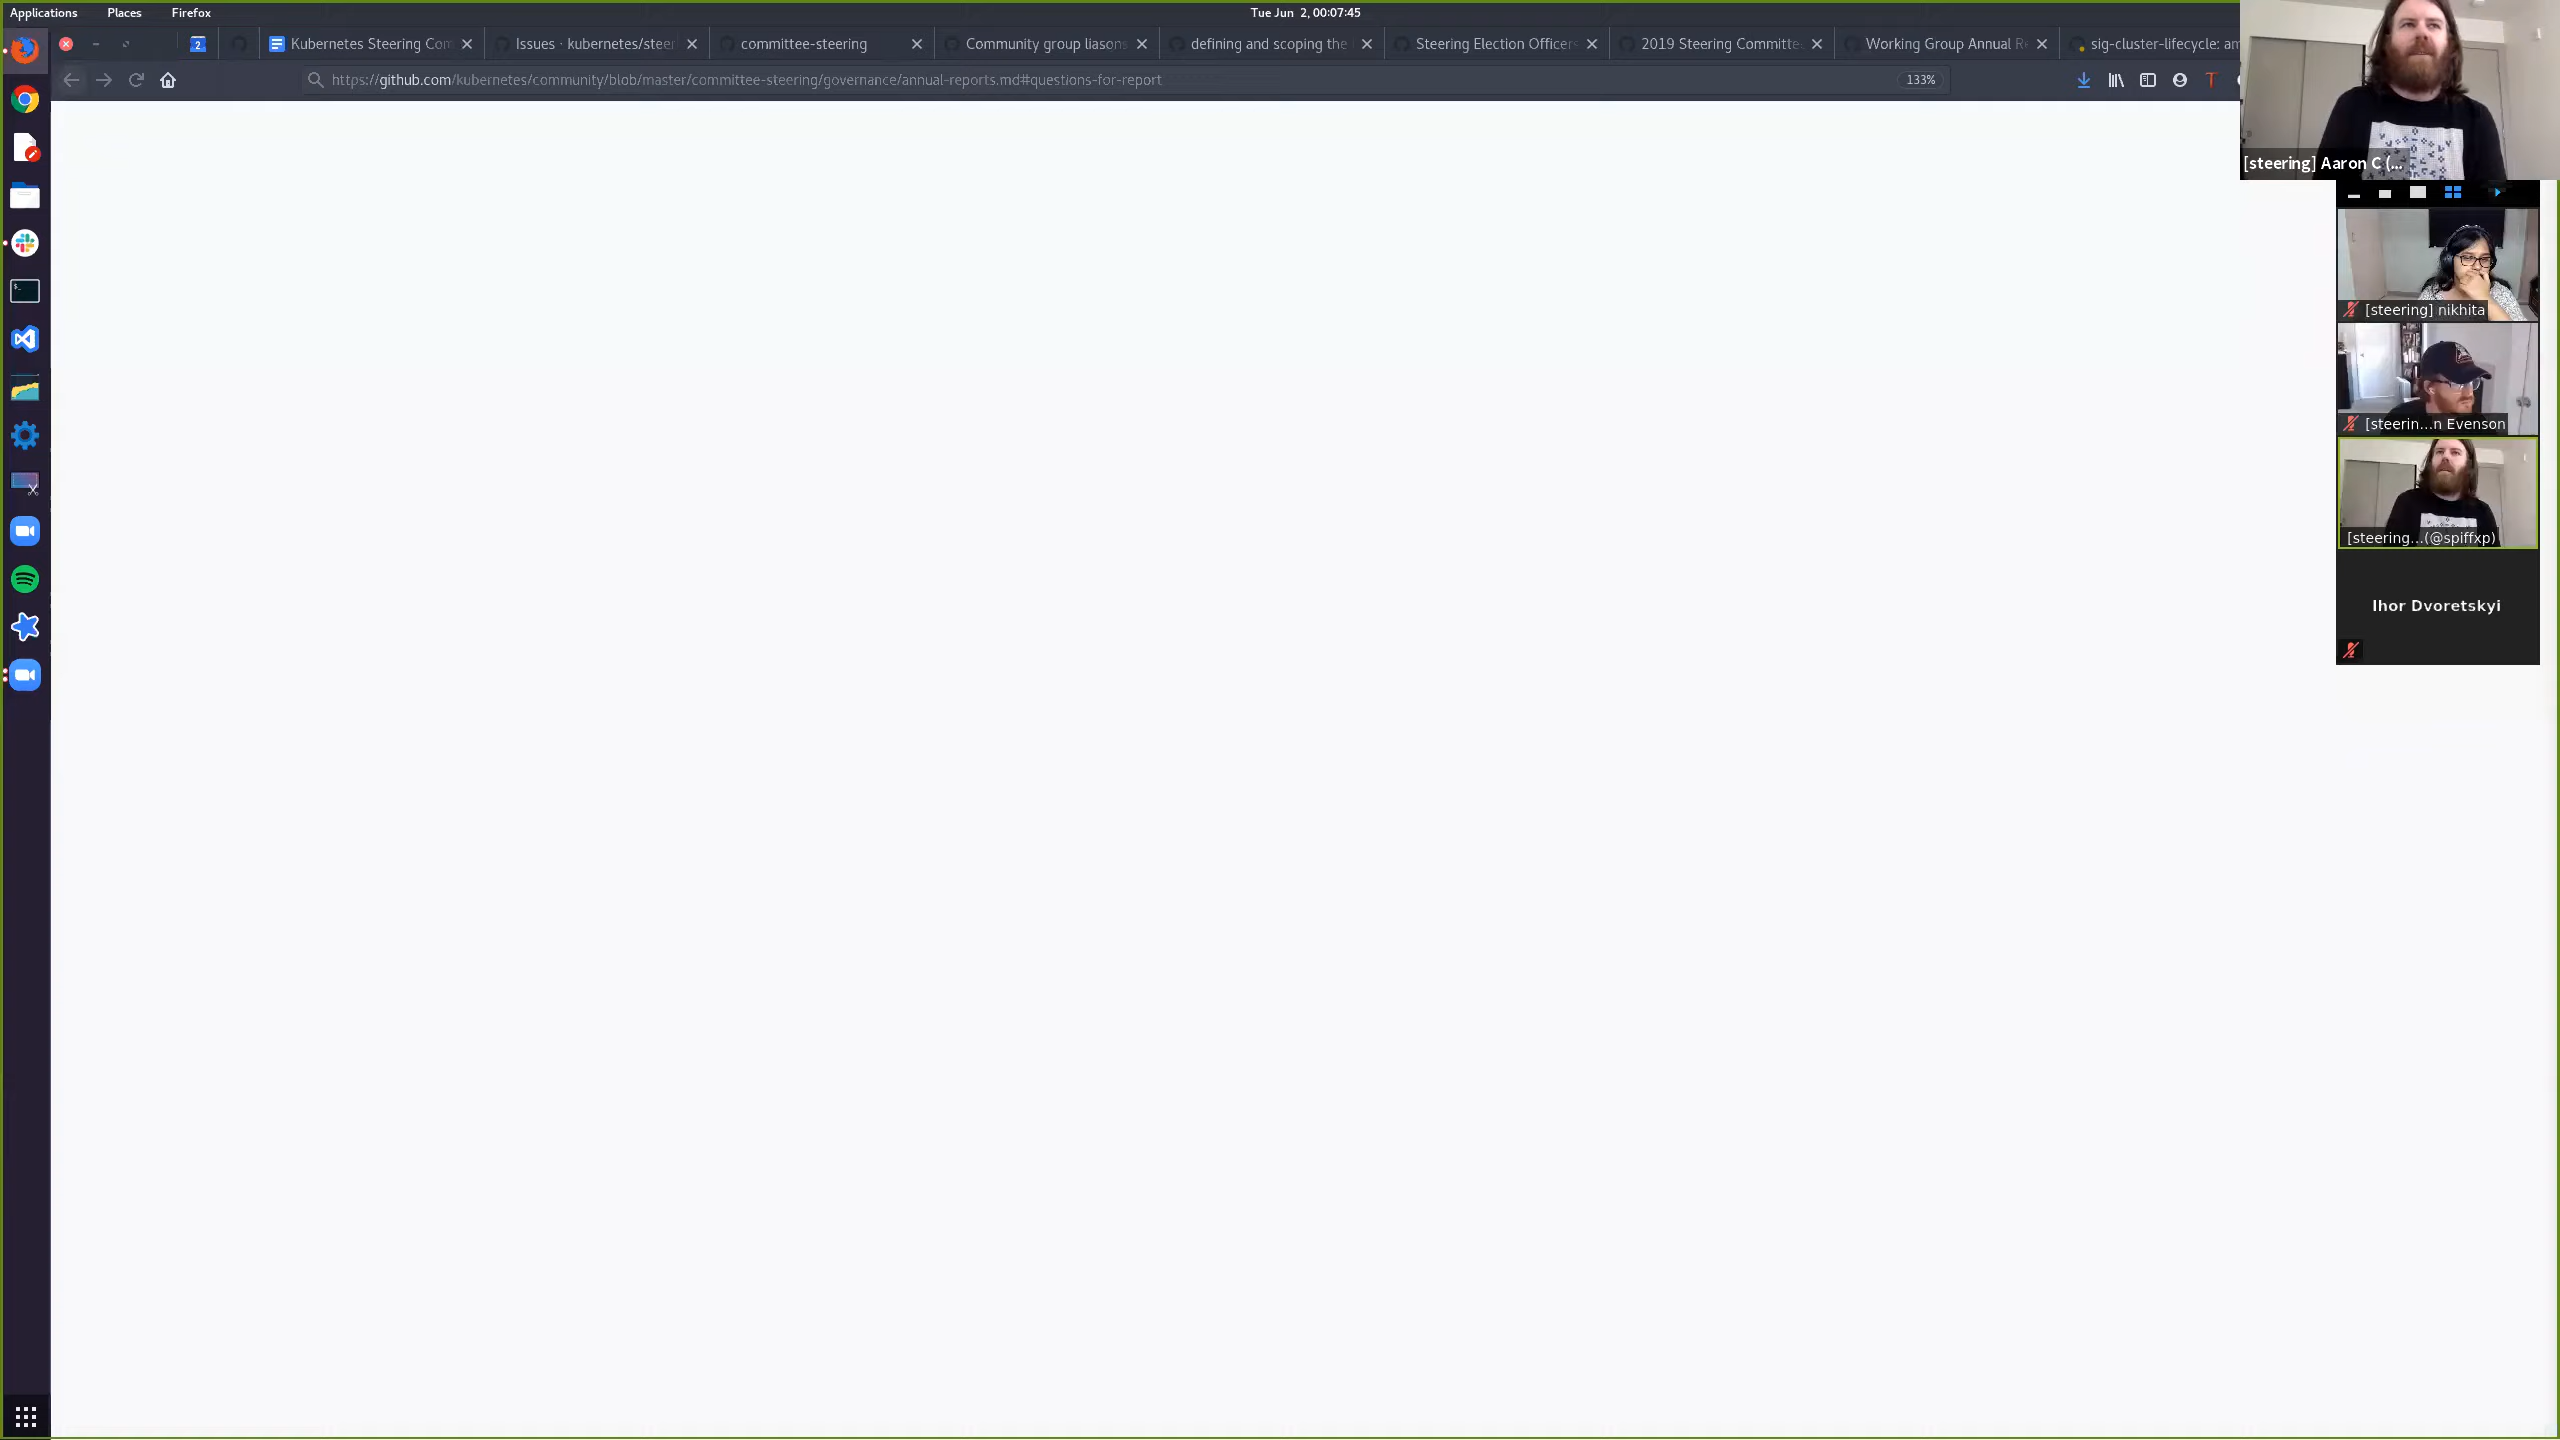 Applications Places Firefox
Tue Jun 2, 00:07:45
2
Kubernetes Steering Com
Issues · kubernetes/steer
committee-steering
Community group liasons
defining and scoping the
Steering Election Officers
2019 Steering Committe
Working Group Annual Re
sig-cluster-lifecycle: am
https://github.com/kubernetes/community/blob/master/committee-steering/governance/annual-reports.md#questions-for-report
133%
[steering] Aaron C (...
[steering] nikhita
[steerin...n Evenson
[steering...(@spiffxp)
Ihor Dvoretskyi